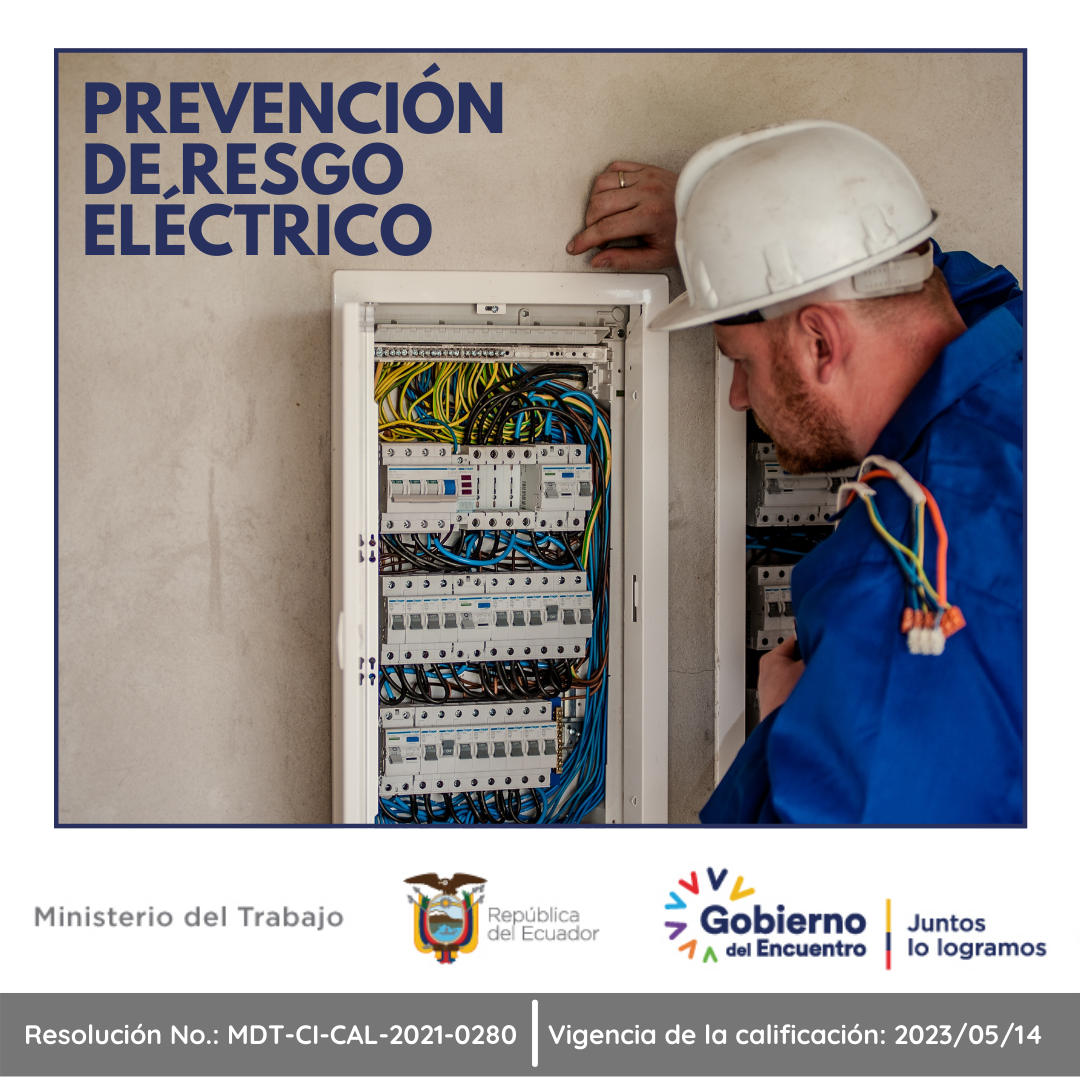 PREVENCIÓN
DE RESGO
ELÉCTRICO
Ministerio del Trabajo
República
del Ecuador
Gobierno
del Encuentro
Juntos
lo logramos
Resolución No.: MDT-CI-CAL-2021-0280
Vigencia de la calificación: 2023/05/14